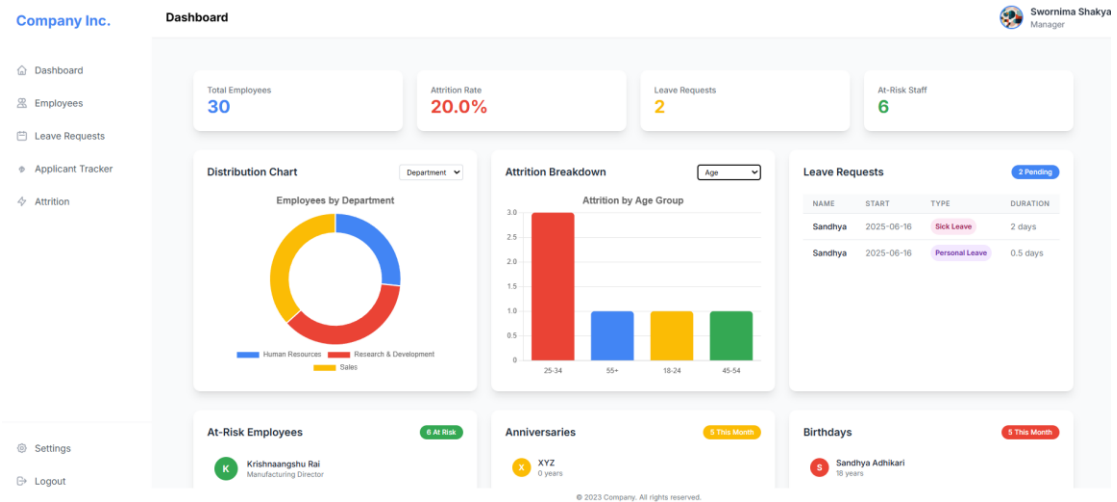 Company Inc.
Dashboard
Swornima Shakya
Manager
Dashboard
Employees
Leave Requests
Applicant Tracker
Attrition
Settings
Logout
Total Employees
30
Attrition Rate
20.0%
Leave Requests
2
At-Risk Staff
6
Distribution Chart
Department
Employees by Department
Human Resources
Research & Development
Sales
Attrition Breakdown
Age
Attrition by Age Group
3.0
2.5
2.0
1.5
1.0
0.5
0
25-34 55+ 18-24 45-54
Leave Requests
2 Pending
NAME START TYPE DURATION
Sandhya 2025-06-16 Sick Leave 2 days
Sandhya 2025-06-16 Personal Leave 0.5 days
At-Risk Employees
6 At Risk
K
Krishnaangshu Rai
Manufacturing Director
Anniversaries
5 This Month
X
XYZ
0 years
Birthdays
5 This Month
S
Sandhya Adhikari
18 years
© 2023 Company. All rights reserved.